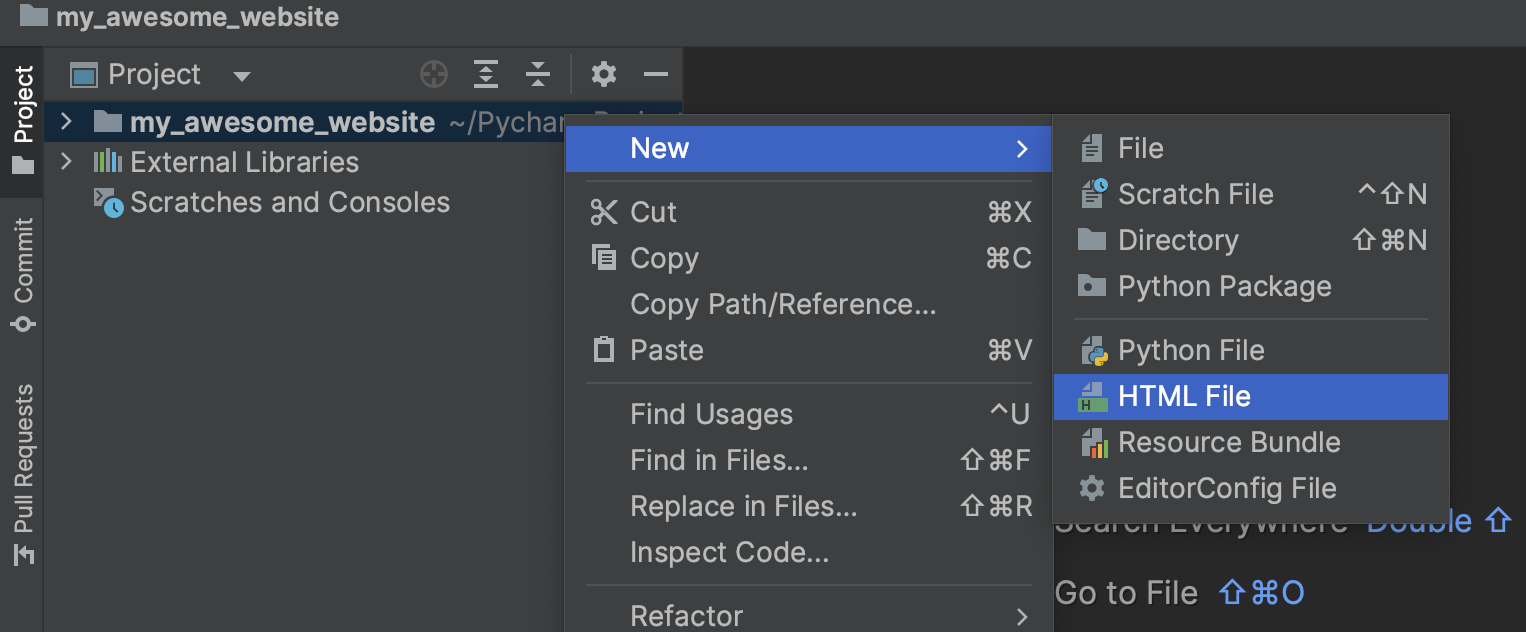 my_awesome_website
Project
Project
my_awesome_website ~/Pychar
External Libraries
Scratches and Consoles
Commit
Pull Requests
New
Cut ⌘X
Copy ⌘C
Copy Path/Reference...
Paste ⌘V
Find Usages ^U
Find in Files... ⇧⌘F
Replace in Files... ⇧⌘R
Inspect Code...
Refactor
File
Scratch File ^⇧N
Directory ⇧⌘N
Python Package
Python File
HTML File
Resource Bundle
EditorConfig File
Search Everywhere Double ⇧
Go to File ⇧⌘O